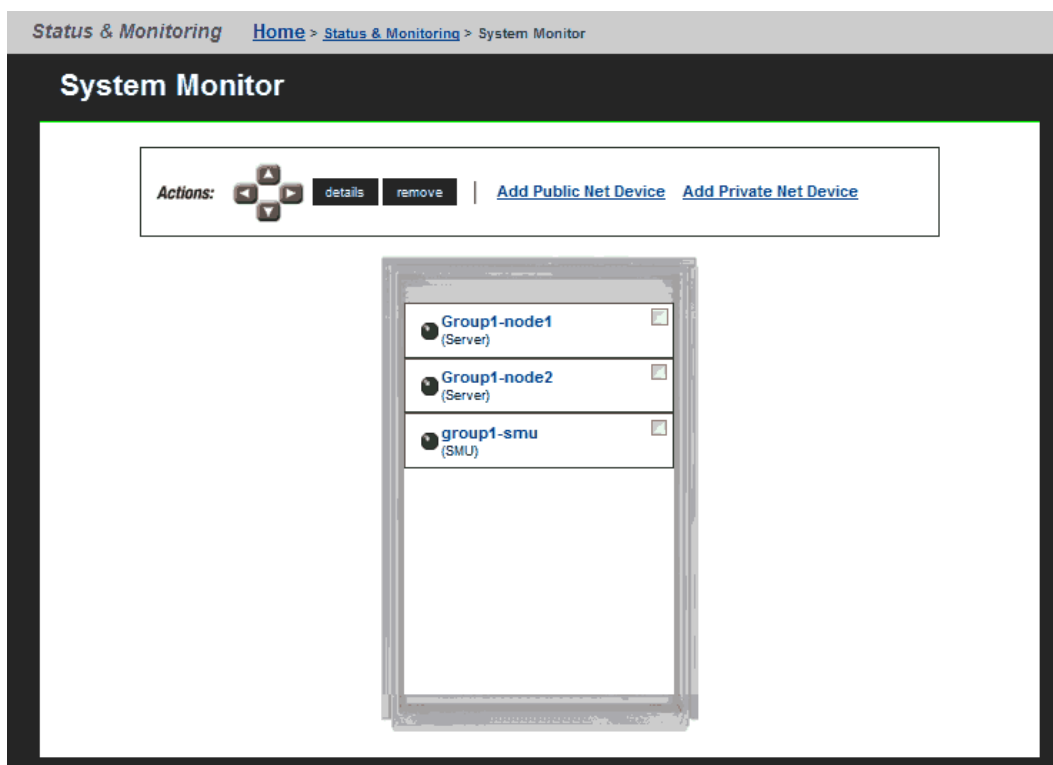 Status & Monitoring Home > Status & Monitoring > System Monitor
System Monitor
Actions: details remove | Add Public Net Device Add Private Net Device
Group1-node1
(Server)
Group1-node2
(Server)
group1-smu
(SMU)